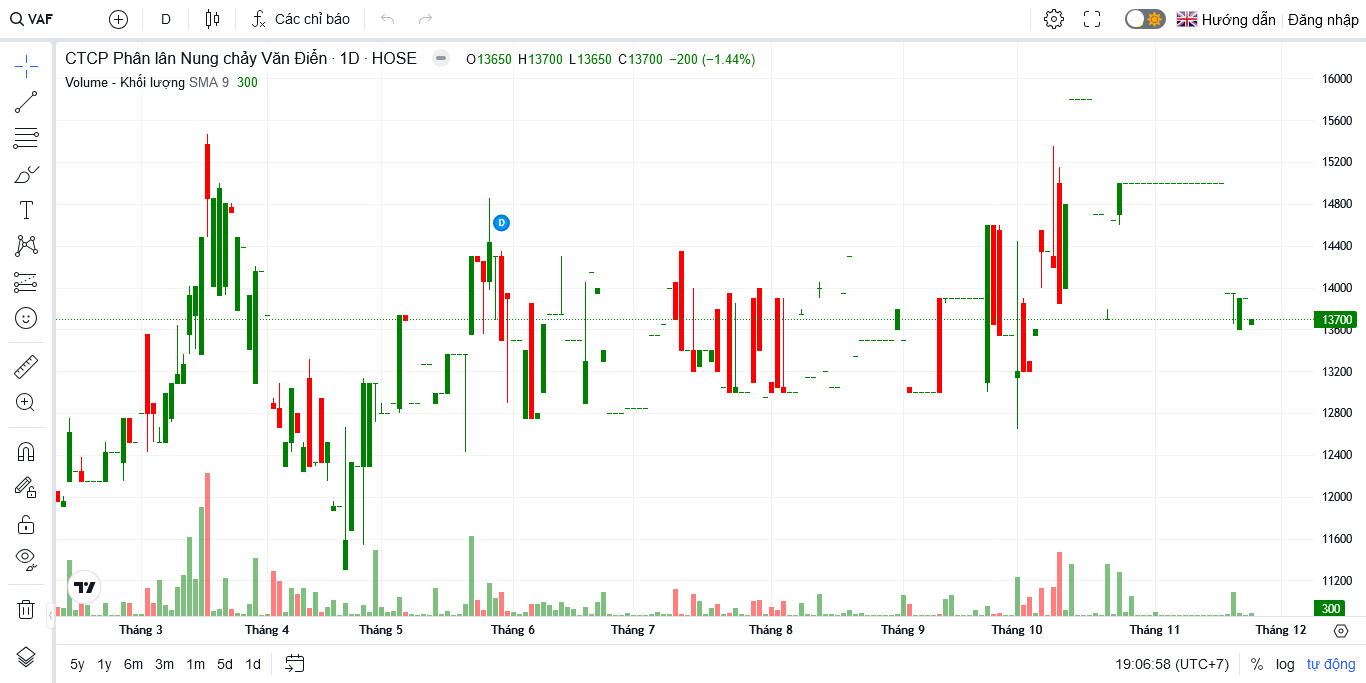 VAF D Các chỉ báo Hướng dẫn Đăng nhập
CTCP Phân lân Nung chảy Văn Điển · 1D · HOSE O13650 H13700 L13650 C13700 −200 (−1.44%)
Volume - Khối lượng SMA 9 300
D
16000
15600
15200
14800
14400
14000
13700
13600
13200
12800
12400
12000
11600
11200
300
Tháng 3 Tháng 4 Tháng 5 Tháng 6 Tháng 7 Tháng 8 Tháng 9 Tháng 10 Tháng 11 Tháng 12
5y 1y 6m 3m 1m 5d 1d 19:06:58 (UTC+7) % log tự động